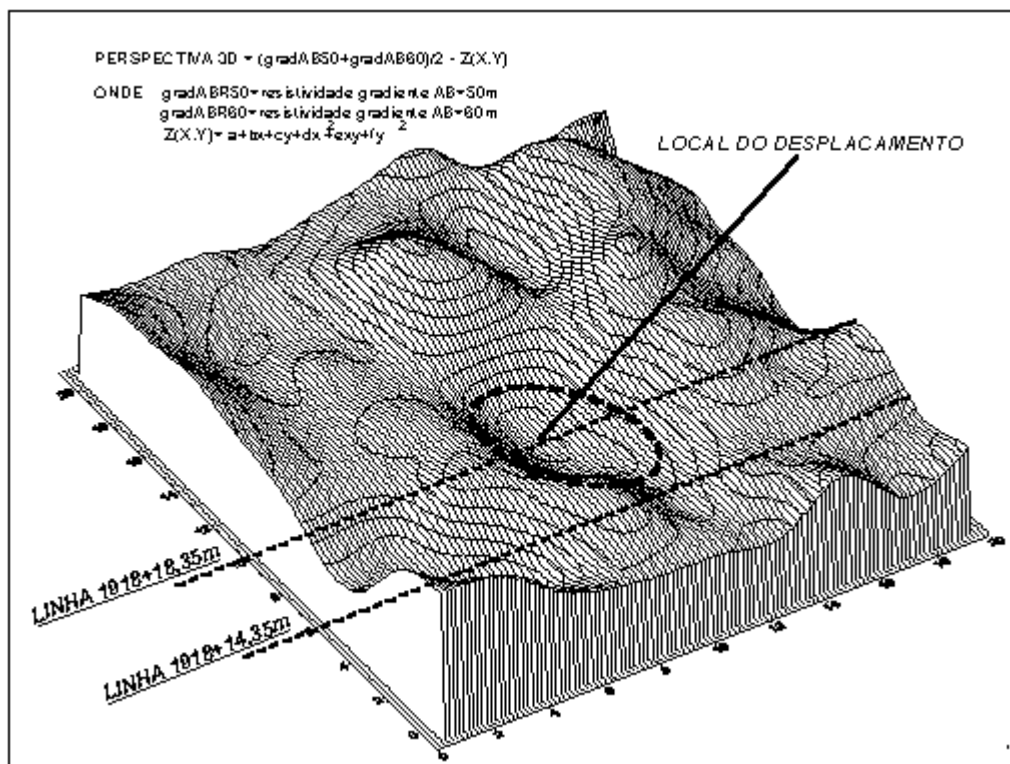 PERSPECTIVA 3D = (gradAB50+gradAB60)/2 - Z(X.Y)
ONDE gradABR50=resistividade gradiente AB=50m
gradABR60=resistividade gradiente AB=60m
Z(X.Y)= a+bx+cy+dx²+exy+fy²
LOCAL DO DESPLACAMENTO
LINHA 1918+18,35m
LINHA 1918+14,35m